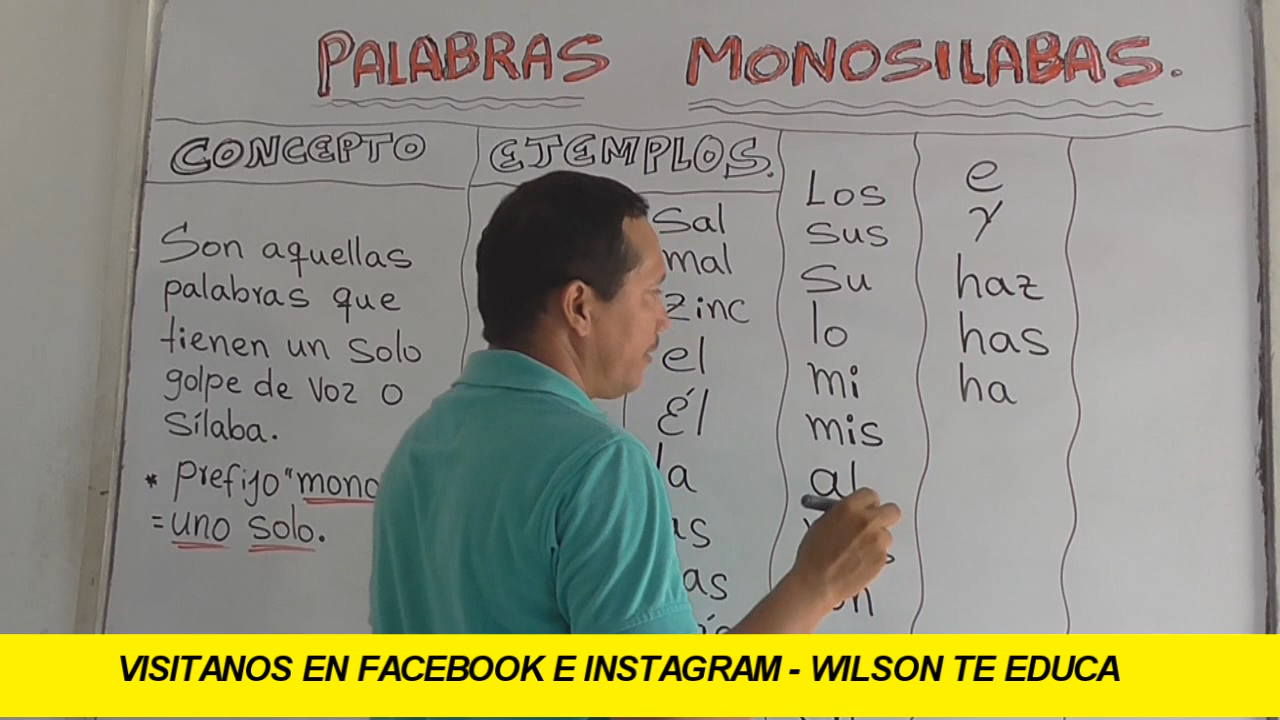 PALABRAS MONOSILABAS.
CONCEPTO
Son aquellas
palabras que
tienen un solo
golpe de voz o
sílaba.
* prefijo "mono
= uno solo.
EJEMPLOS.
Sal
mal
zinc
el
Él
la
Los
sus
Su
lo
mi
mis
al
e
y
haz
has
ha
VISITANOS EN FACEBOOK E INSTAGRAM - WILSON TE EDUCA